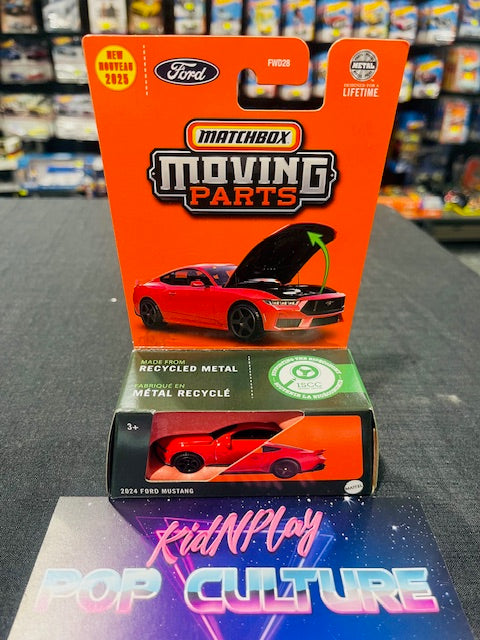 NEW
NOUVEAU
2025
Ford
FWD28
METAL
DESIGNED FOR A
LIFETIME.
MATCHBOX
MOVING
PARTS
MADE FROM
RECYCLED METAL
FABRIQUÉ EN
MÉTAL RECYCLÉ
ISCC
3+
2024 FORD MUSTANG
MATTEL
KidNPlay
POP CULTURE